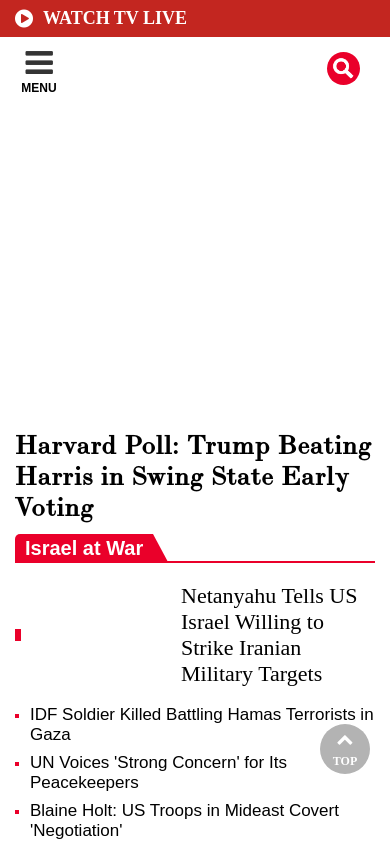 WATCH TV LIVE
MENU
Harvard Poll: Trump Beating
Harris in Swing State Early
Voting
Israel at War
Netanyahu Tells US
Israel Willing to
Strike Iranian
Military Targets
IDF Soldier Killed Battling Hamas Terrorists in
Gaza
UN Voices 'Strong Concern' for Its
Peacekeepers
TOP
Blaine Holt: US Troops in Mideast Covert
'Negotiation'